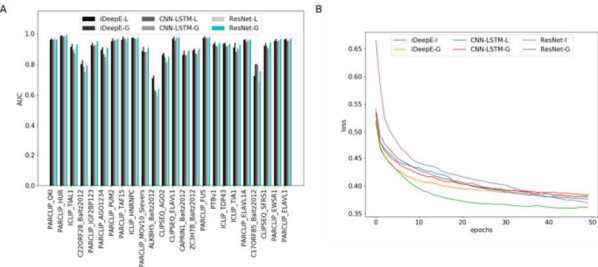 A
iDeepE-L
iDeepE-G
CNN-LSTM-L
CNN-LSTM-G
ResNet-L
ResNet-G
1.0
0.8
0.6
0.4
0.2
0.0
AUC
PARCLIP_QKI
PARCLIP_HUR
ICLIP_TIAL1
C22ORF28_Baltz2012
PARCLIP_IGF2BP123
PARCLIP_AGO1234
PARCLIP_PUM2
PARCLIP_TAF15
ICLIP_HNRNPC
PARCLIP_MOV10_Sievers
ALKBH5_Baltz2012
CLIPSEQ_AGO2
CLIPSEQ_ELAVL1
CAPRIN1_Baltz2012
ZC3H7B_Baltz2012
PARCLIP_FUS
PTBv1
ICLIP_TDP43
ICLIP_TIA1
PARCLIP_ELAVL1A
C17ORF85_Baltz2012
CLIPSEQ_SFRS1
PARCLIP_EWSR1
PARCLIP_ELAVL1
B
iDeepE-l
iDeepE-G
CNN-LSTM-L
CNN-LSTM-G
ResNet-l
ResNet-G
0.65
0.60
0.55
0.50
0.45
0.40
0.35
loss
0
10
20
30
40
50
epochs